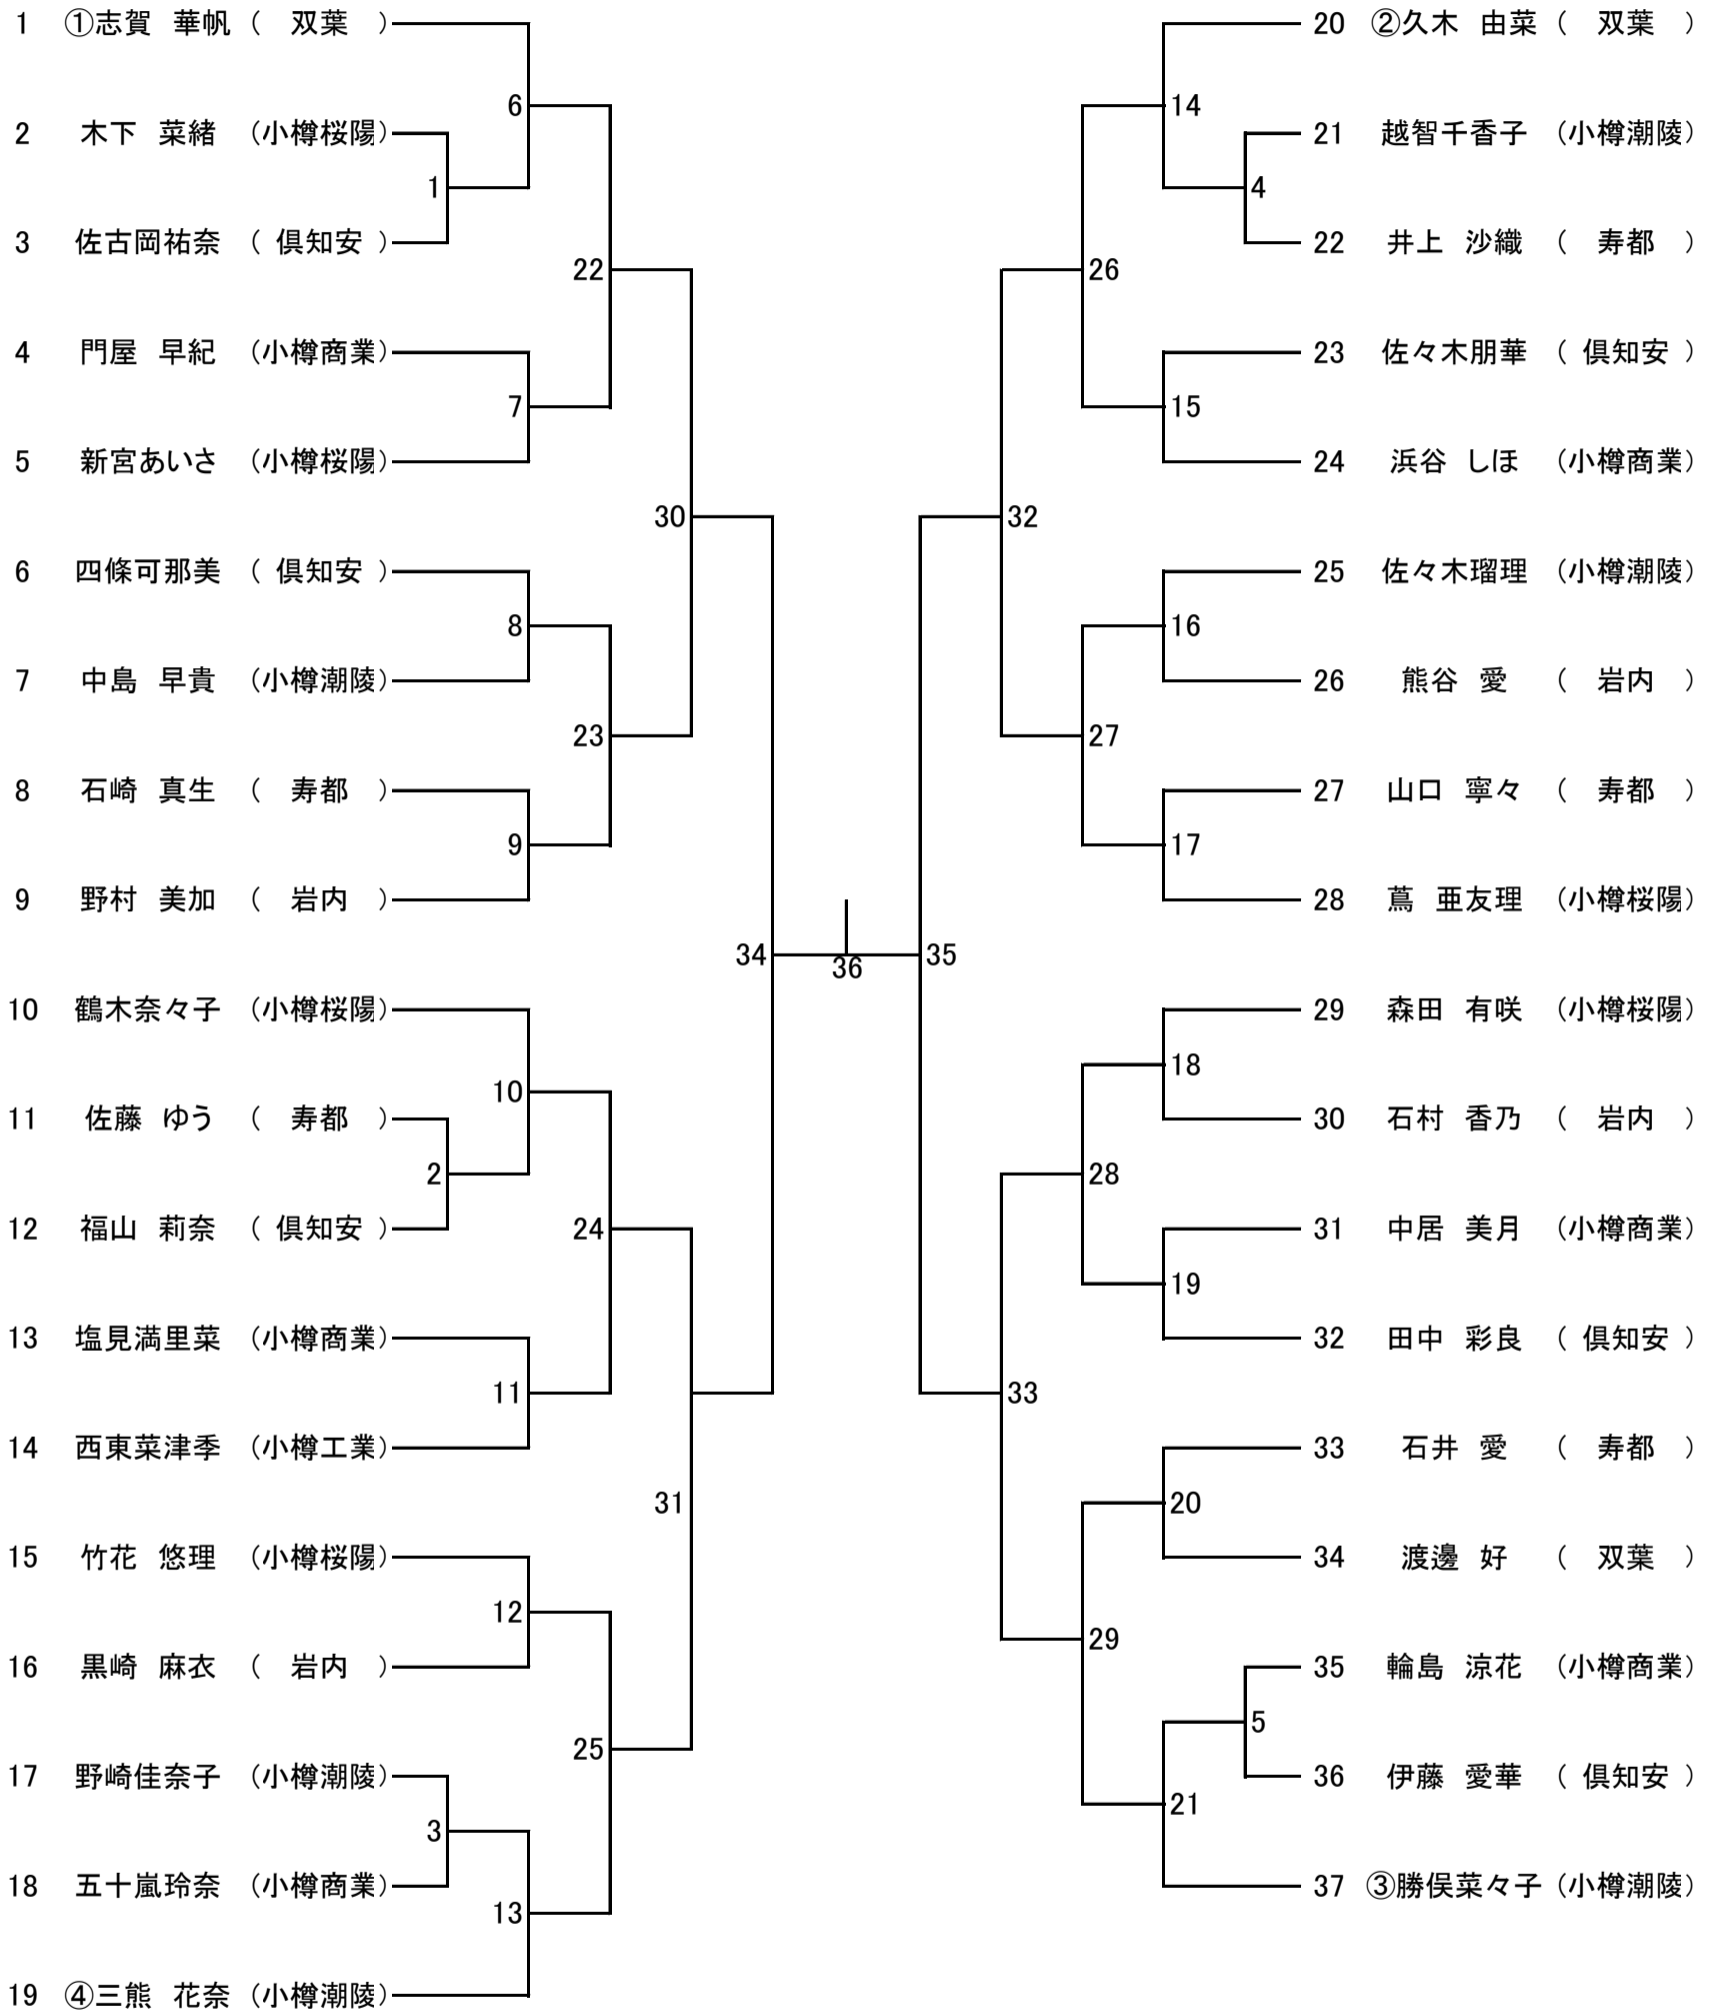 1 ①志賀 華帆 ( 双葉 )
2 木下 菜緒 (小樽桜陽)
3 佐古岡祐奈 ( 倶知安 )
4 門屋 早紀 (小樽商業)
5 新宮あいさ (小樽桜陽)
6 四條可那美 ( 倶知安 )
7 中島 早貴 (小樽潮陵)
8 石崎 真生 ( 寿都 )
9 野村 美加 ( 岩内 )
10 鶴木奈々子 (小樽桜陽)
11 佐藤 ゆう ( 寿都 )
12 福山 莉奈 ( 倶知安 )
13 塩見満里菜 (小樽商業)
14 西東菜津季 (小樽工業)
15 竹花 悠理 (小樽桜陽)
16 黒崎 麻衣 ( 岩内 )
17 野崎佳奈子 (小樽潮陵)
18 五十嵐玲奈 (小樽商業)
19 ④三熊 花奈 (小樽潮陵)
1
2
3
6
7
8
9
10
11
12
13
22
23
24
25
30
31
34
36
35
32
33
26
27
28
29
14
15
16
17
18
19
20
21
4
5
20 ②久木 由菜 ( 双葉 )
21 越智千香子 (小樽潮陵)
22 井上 沙織 ( 寿都 )
23 佐々木朋華 ( 倶知安 )
24 浜谷 しほ (小樽商業)
25 佐々木瑠理 (小樽潮陵)
26 熊谷 愛 ( 岩内 )
27 山口 寧々 ( 寿都 )
28 蔦 亜友理 (小樽桜陽)
29 森田 有咲 (小樽桜陽)
30 石村 香乃 ( 岩内 )
31 中居 美月 (小樽商業)
32 田中 彩良 ( 倶知安 )
33 石井 愛 ( 寿都 )
34 渡邊 好 ( 双葉 )
35 輪島 涼花 (小樽商業)
36 伊藤 愛華 ( 倶知安 )
37 ③勝俣菜々子 (小樽潮陵)